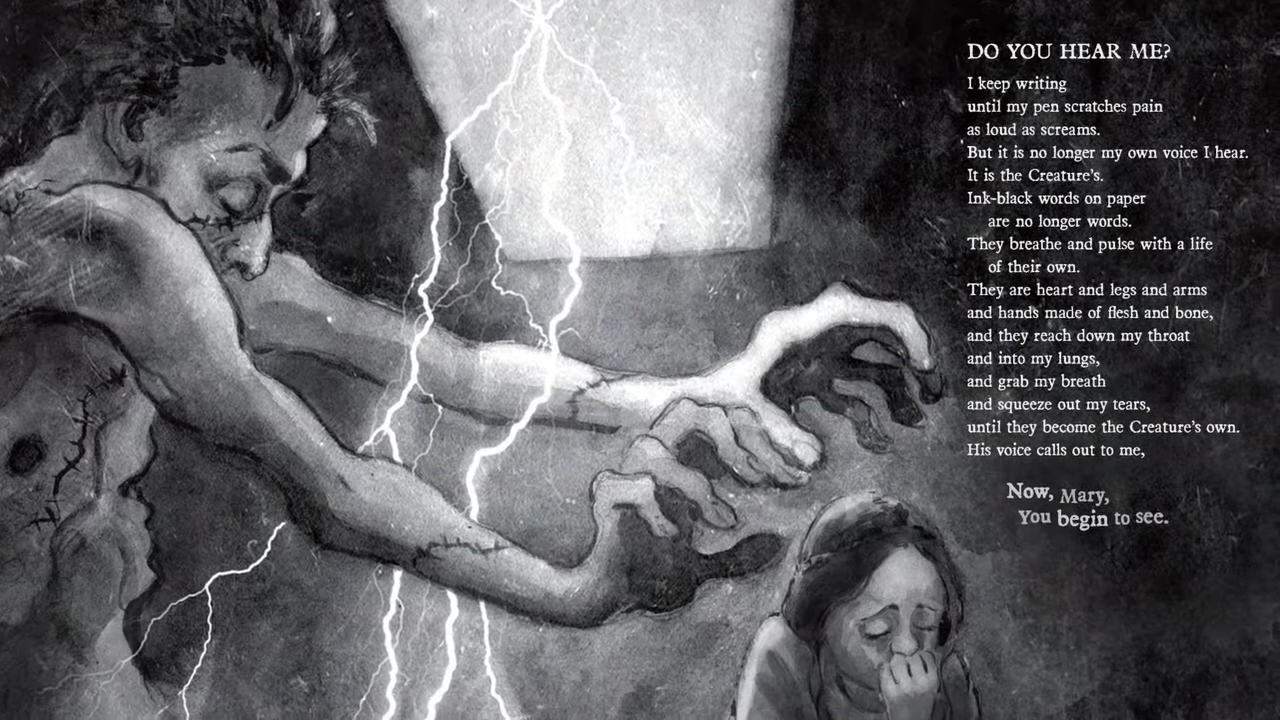 DO YOU HEAR ME?
I keep writing
until my pen scratches pain
as loud as screams.
But it is no longer my own voice I hear.
It is the Creature's.
Ink-black words on paper
are no longer words.
They breathe and pulse with a life
of their own.
They are heart and legs and arms
and hands made of flesh and bone,
and they reach down my throat
and into my lungs,
and grab my breath
and squeeze out my tears,
until they become the Creature's own.
His voice calls out to me,
Now, Mary,
You begin to see.